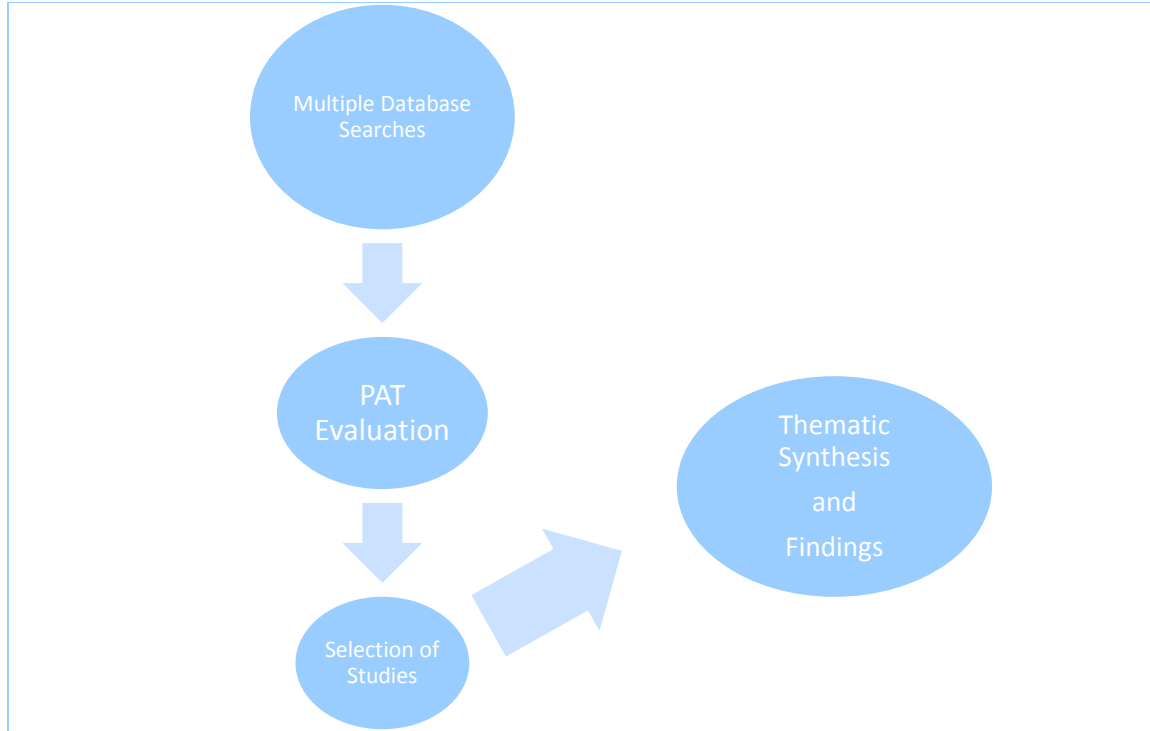 Multiple Database
Searches
PAT
Evaluation
Selection of
Studies
Thematic
Synthesis
and
Findings